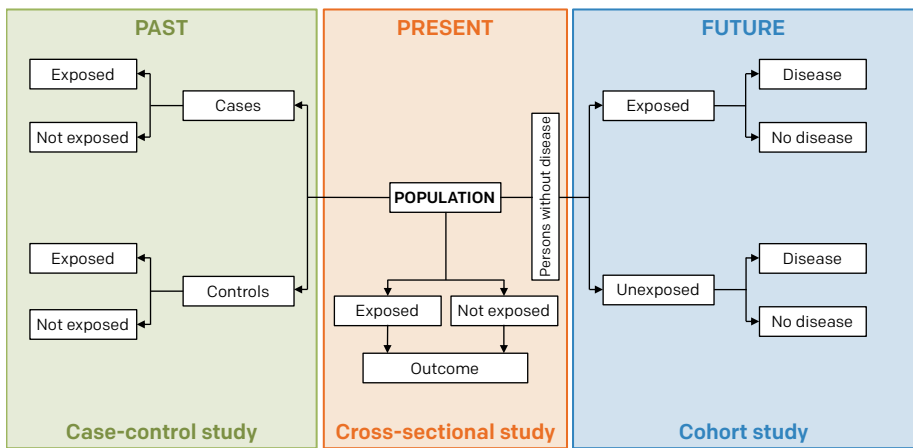 PAST
Exposed
Cases
Not exposed
Exposed
Controls
Not exposed
Case-control study
PRESENT
POPULATION
Persons without disease
Exposed
Not exposed
Outcome
Cross-sectional study
FUTURE
Disease
Exposed
No disease
Disease
Unexposed
No disease
Cohort study